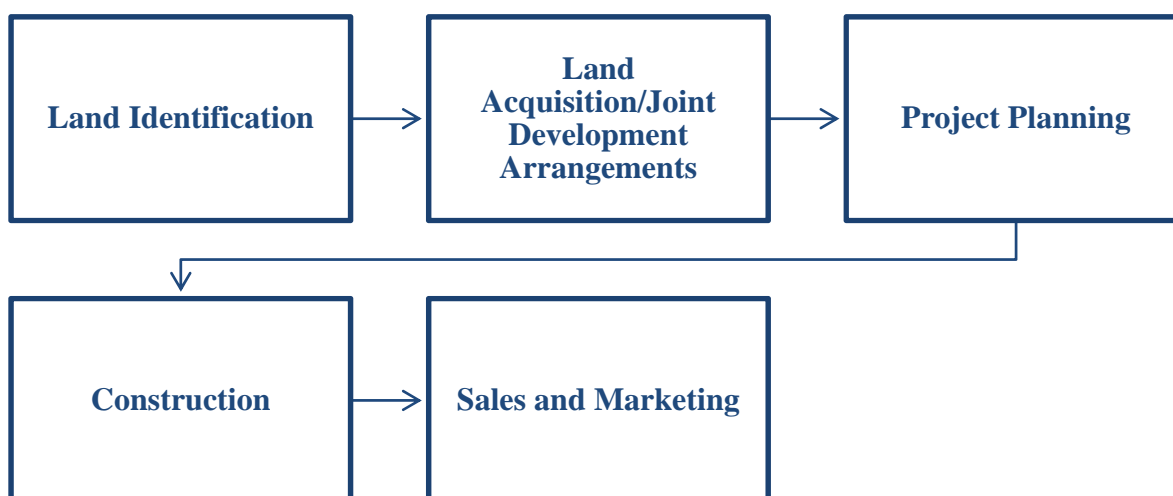 Land Identification
Land
Acquisition/Joint
Development
Arrangements
Project Planning
Construction
Sales and Marketing